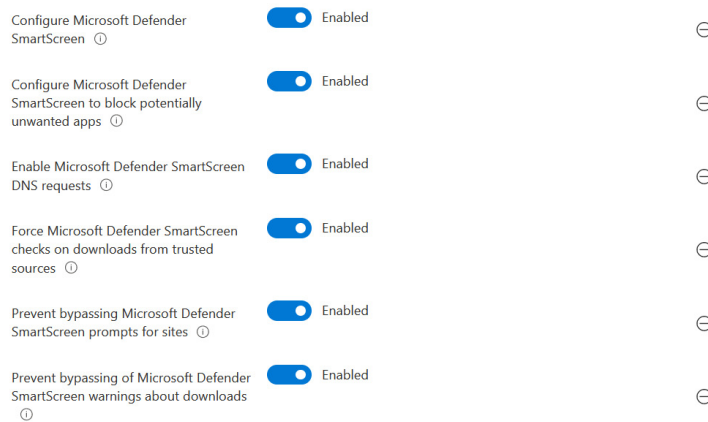 Configure Microsoft Defender
SmartScreen
Enabled
Configure Microsoft Defender
SmartScreen to block potentially
unwanted apps
Enabled
Enable Microsoft Defender SmartScreen
DNS requests
Enabled
Force Microsoft Defender SmartScreen
checks on downloads from trusted
sources
Enabled
Prevent bypassing Microsoft Defender
SmartScreen prompts for sites
Enabled
Prevent bypassing of Microsoft Defender
SmartScreen warnings about downloads
Enabled